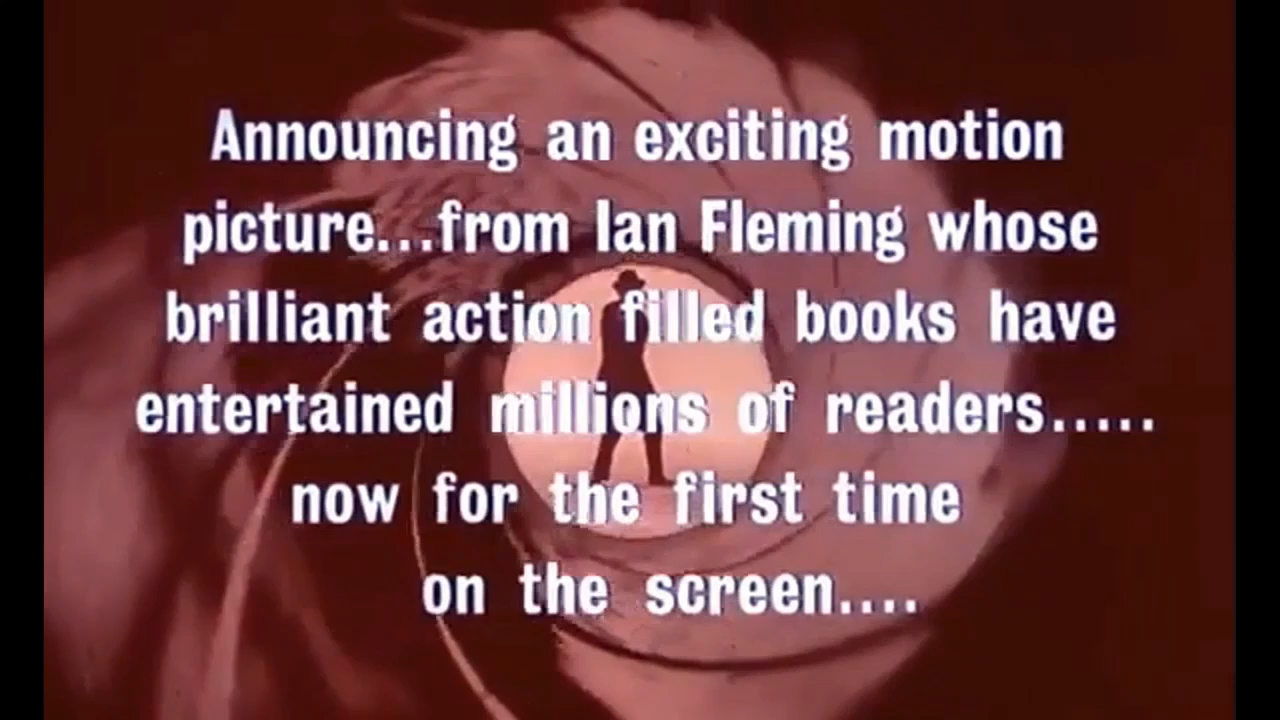 Announcing an exciting motion
picture...from Ian Fleming whose
brilliant action filled books have
entertained millions of readers.....
now for the first time
on the screen....